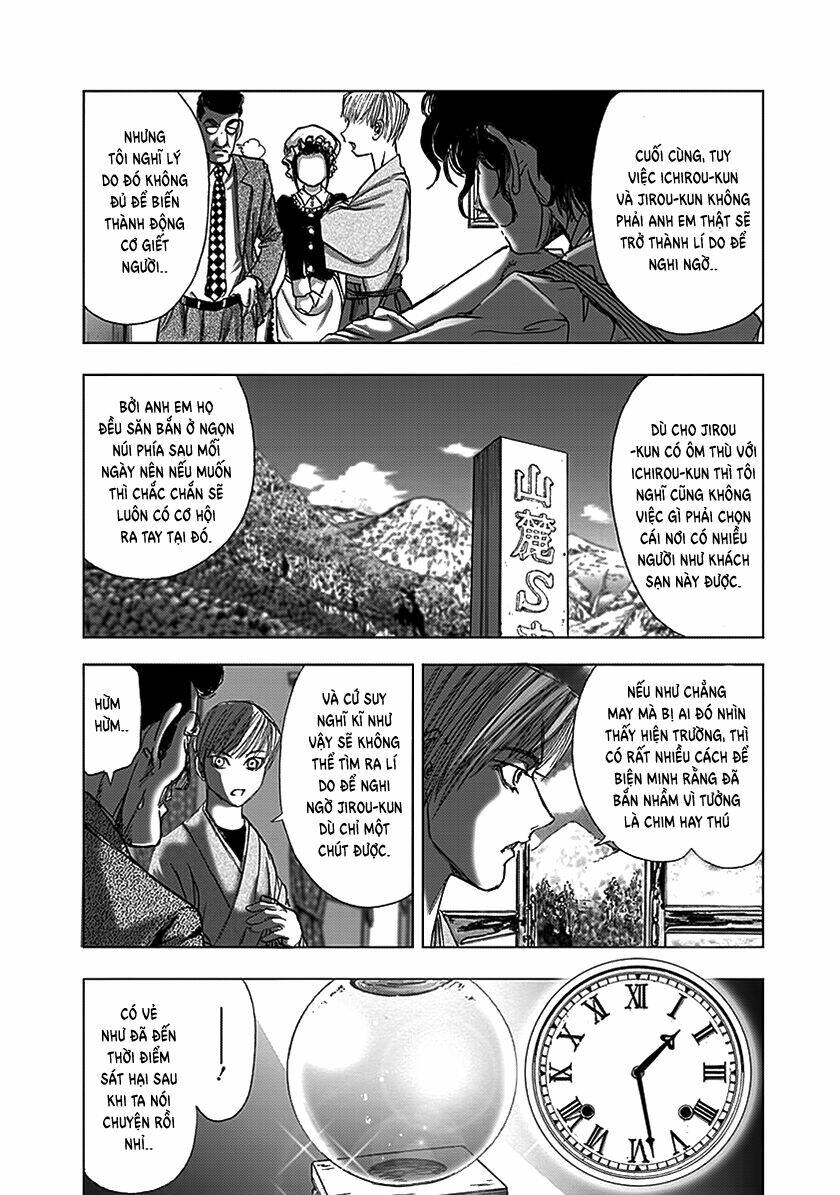 CUỐI CÙNG, TUY
VIỆC ICHIROU-KUN
VÀ JIROU-KUN KHÔNG
PHẢI ANH EM THẬT SẼ
TRỞ THÀNH LÍ DO ĐỂ
NGHI NGỜ..
NHƯNG
TÔI NGHĨ LÝ
DO ĐÓ KHÔNG
ĐỦ ĐỂ BIẾN
THÀNH ĐỘNG
CƠ GIẾT
NGƯỜI..
DÙ CHO JIROU
-KUN CÓ ÔM THÙ VỚI
ICHIROU-KUN THÌ TÔI
NGHĨ CŨNG KHÔNG
VIỆC GÌ PHẢI CHỌN
CÁI NƠI CÓ NHIỀU
NGƯỜI NHƯ KHÁCH
SẠN NÀY ĐƯỢC.
山麓S
BỞI ANH EM HỌ
ĐỀU SĂN BẮN Ở NGỌN
NÚI PHÍA SAU MỖI
NGÀY NÊN NẾU MUỐN
THÌ CHẮC CHẮN SẼ
LUÔN CÓ CƠ HỘI
RA TAY TẠI ĐÓ.
NẾU NHƯ CHẲNG
MAY MÀ BỊ AI ĐÓ NHÌN
THẤY HIỆN TRƯỜNG, THÌ
CÓ RẤT NHIỀU CÁCH ĐỂ
BIỆN MINH RẰNG ĐÃ
BẮN NHẦM VÌ TƯỞNG
LÀ CHIM HAY THÚ
VÀ CỨ SUY
NGHĨ KĨ NHƯ
VẬY SẼ KHÔNG
THỂ TÌM RA LÍ
DO ĐỂ NGHI
NGỜ JIROU-KUN
DÙ CHỈ MỘT
CHÚT ĐƯỢC.
HỪM
HỪM..
XII
I
II
III
IX
X
XI
―!
CÓ VẺ
NHƯ ĐÃ ĐẾN
THỜI ĐIỂM
SÁT HẠI SAU
KHI TA NÓI
CHUYỆN RỒI
NHỈ..